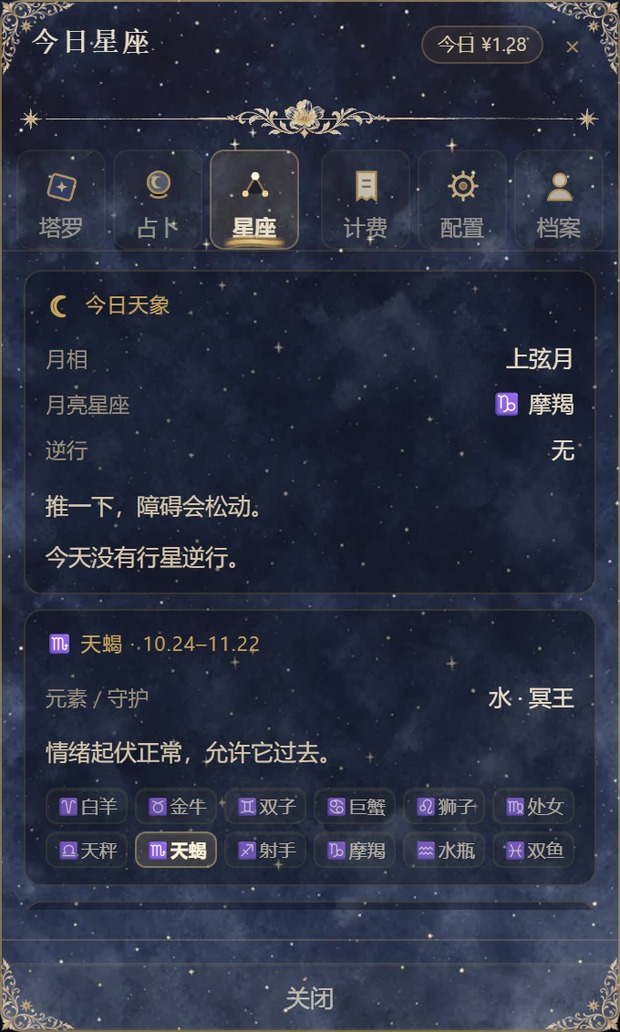 今日星座
今日 ¥1.28
×
塔罗 占卜 星座 计费 配置 档案
今日天象
月相 上弦月
月亮星座 ♑ 摩羯
逆行 无
推一下，障碍会松动。
今天没有行星逆行。
♏ 天蝎 · 10.24–11.22
元素 / 守护 水 · 冥王
情绪起伏正常，允许它过去。
♈白羊 ♉金牛 ♊双子 ♋巨蟹 ♌狮子 ♍处女
♎天秤 ♏天蝎 ♐射手 ♑摩羯 ♒水瓶 ♓双鱼
关闭